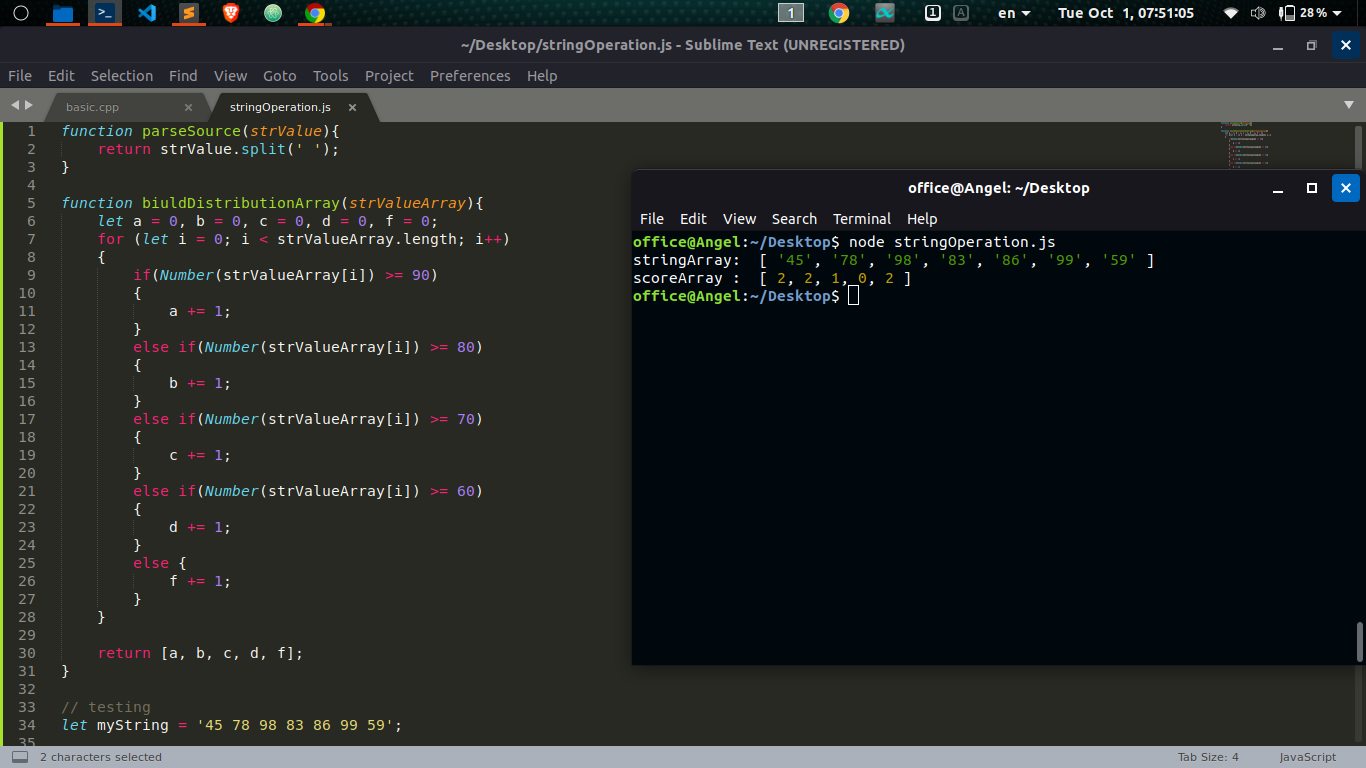 1 en Tue Oct 1, 07:51:05 28%
~/Desktop/stringOperation.js - Sublime Text (UNREGISTERED)
File Edit Selection Find View Goto Tools Project Preferences Help
basic.cpp × stringOperation.js ×
1 function parseSource(strValue){
2 return strValue.split(' ');
3 }
4
5 function biuldDistributionArray(strValueArray){
6 let a = 0, b = 0, c = 0, d = 0, f = 0;
7 for (let i = 0; i < strValueArray.length; i++)
8 {
9 if(Number(strValueArray[i]) >= 90)
10 {
11 a += 1;
12 }
13 else if(Number(strValueArray[i]) >= 80)
14 {
15 b += 1;
16 }
17 else if(Number(strValueArray[i]) >= 70)
18 {
19 c += 1;
20 }
21 else if(Number(strValueArray[i]) >= 60)
22 {
23 d += 1;
24 }
25 else {
26 f += 1;
27 }
28 }
29
30 return [a, b, c, d, f];
31 }
32
33 // testing
34 let myString = '45 78 98 83 86 99 59';
35
office@Angel: ~/Desktop
File Edit View Search Terminal Help
office@Angel:~/Desktop$ node stringOperation.js
stringArray: [ '45', '78', '98', '83', '86', '99', '59' ]
scoreArray : [ 2, 2, 1, 0, 2 ]
office@Angel:~/Desktop$
2 characters selected Tab Size: 4 JavaScript